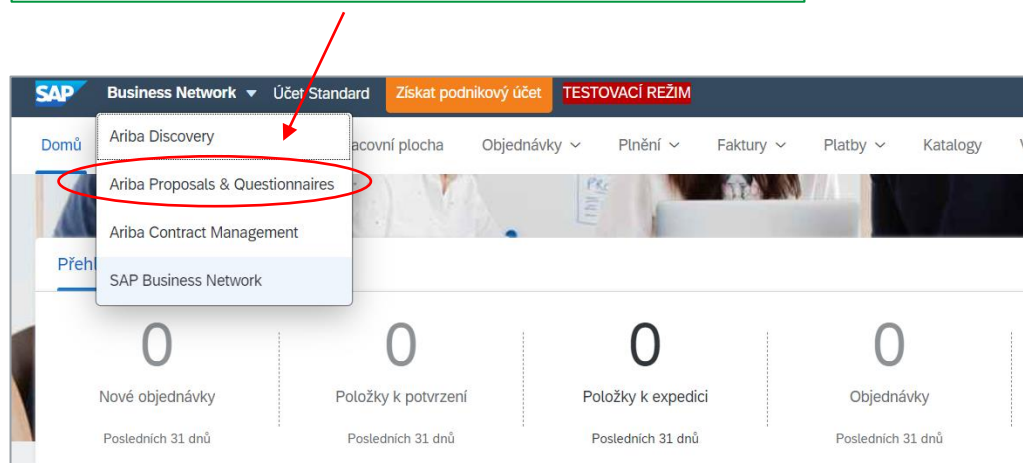 SAP Business Network Účet Standard Získat podnikový účet TESTOVACÍ REŽIM
Domů acovní plocha Objednávky Plnění Faktury Platby Katalogy
Ariba Discovery
Ariba Proposals & Questionnaires
Ariba Contract Management
SAP Business Network
Přehl
0 0 0 0
Nové objednávky Položky k potvrzení Položky k expedici Objednávky
Posledních 31 dnů Posledních 31 dnů Posledních 31 dnů Posledních 31 dnů